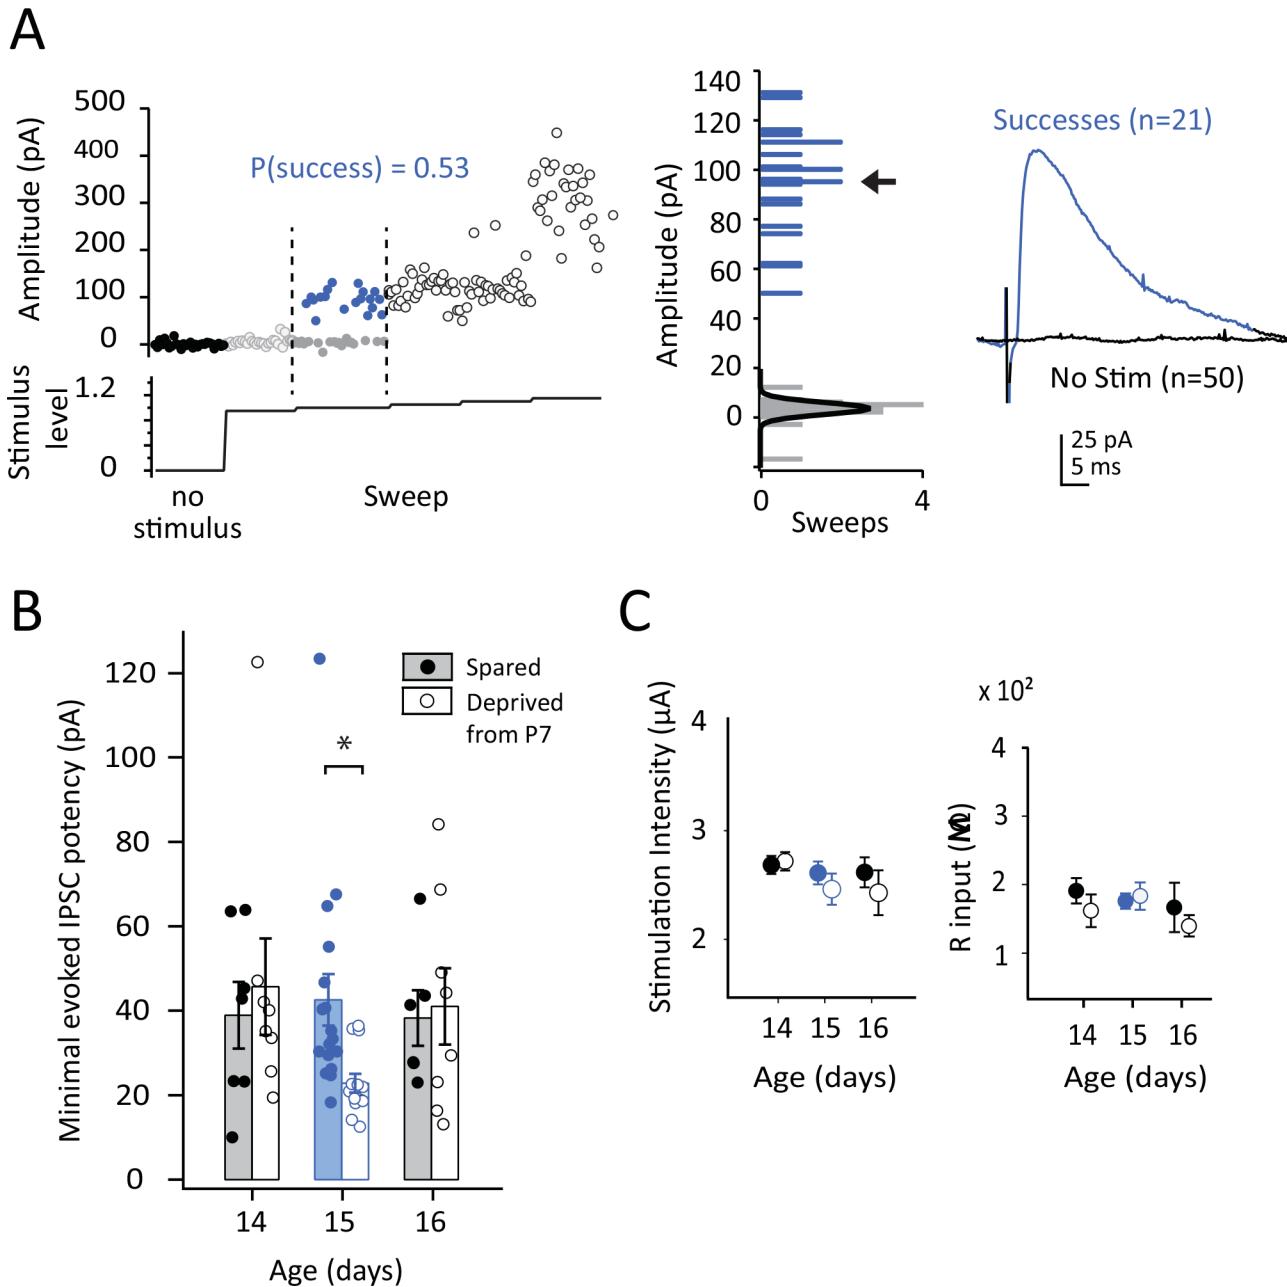 A
500
400
300
200
100
0
Amplitude (pA)
P(success) = 0.53
1.2
0
Stimulus
level
no
stimulus
Sweep
140
120
100
80
60
40
20
0
Amplitude (pA)
0
4
Sweeps
Successes (n=21)
No Stim (n=50)
25 pA
5 ms
B
120
100
80
60
40
20
0
Minimal evoked IPSC potency (pA)
*
Spared
Deprived
from P7
14
15
16
Age (days)
C
4
3
2
Stimulation Intensity (µA)
14
15
16
Age (days)
x 10²
4
3
2
1
R input (MΩ)
14
15
16
Age (days)